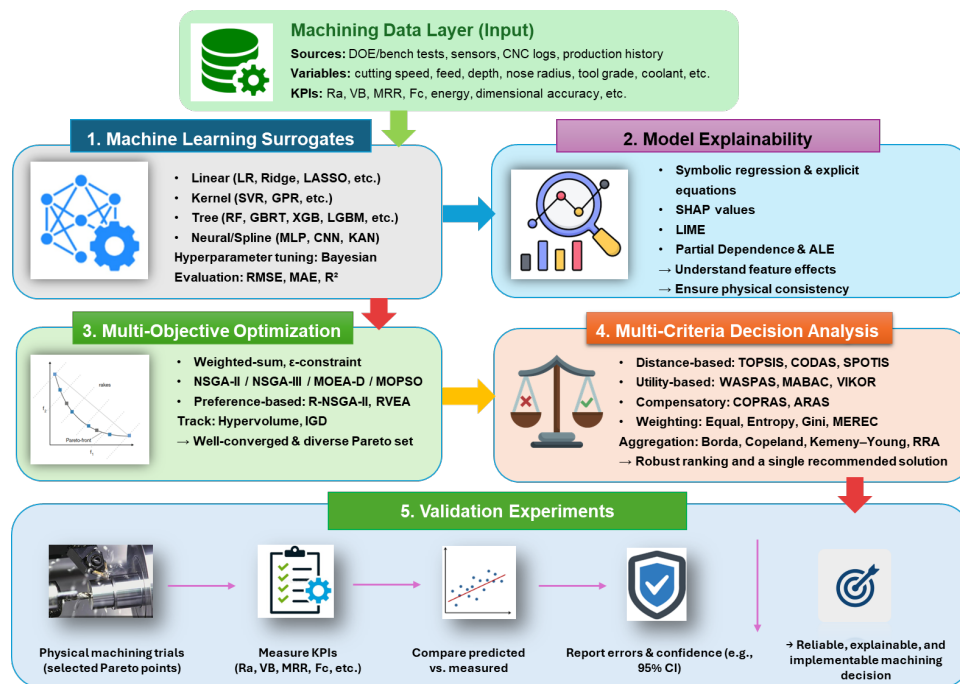 Machining Data Layer (Input)
Sources: DOE/bench tests, sensors, CNC logs, production history
Variables: cutting speed, feed, depth, nose radius, tool grade, coolant, etc.
KPIs: Ra, VB, MRR, Fc, energy, dimensional accuracy, etc.
1. Machine Learning Surrogates
• Linear (LR, Ridge, LASSO, etc.)
• Kernel (SVR, GPR, etc.)
• Tree (RF, GBRT, XGB, LGBM, etc.)
• Neural/Spline (MLP, CNN, KAN)
Hyperparameter tuning: Bayesian
Evaluation: RMSE, MAE, R²
2. Model Explainability
• Symbolic regression & explicit
equations
• SHAP values
• LIME
• Partial Dependence & ALE
→ Understand feature effects
→ Ensure physical consistency
3. Multi-Objective Optimization
rakes
f₂
Pareto-front
f₁
• Weighted-sum, ε-constraint
• NSGA-II / NSGA-III / MOEA-D / MOPSO
• Preference-based: R-NSGA-II, RVEA
Track: Hypervolume, IGD
→ Well-converged & diverse Pareto set
4. Multi-Criteria Decision Analysis
• Distance-based: TOPSIS, CODAS, SPOTIS
• Utility-based: WASPAS, MABAC, VIKOR
• Compensatory: COPRAS, ARAS
• Weighting: Equal, Entropy, Gini, MEREC
Aggregation: Borda, Copeland, Kemeny–Young, RRA
→ Robust ranking and a single recommended solution
5. Validation Experiments
Physical machining trials
(selected Pareto points)
Measure KPIs
(Ra, VB, MRR, Fc, etc.)
Compare predicted
vs. measured
Report errors & confidence (e.g.,
95% CI)
→ Reliable, explainable, and
implementable machining
decision